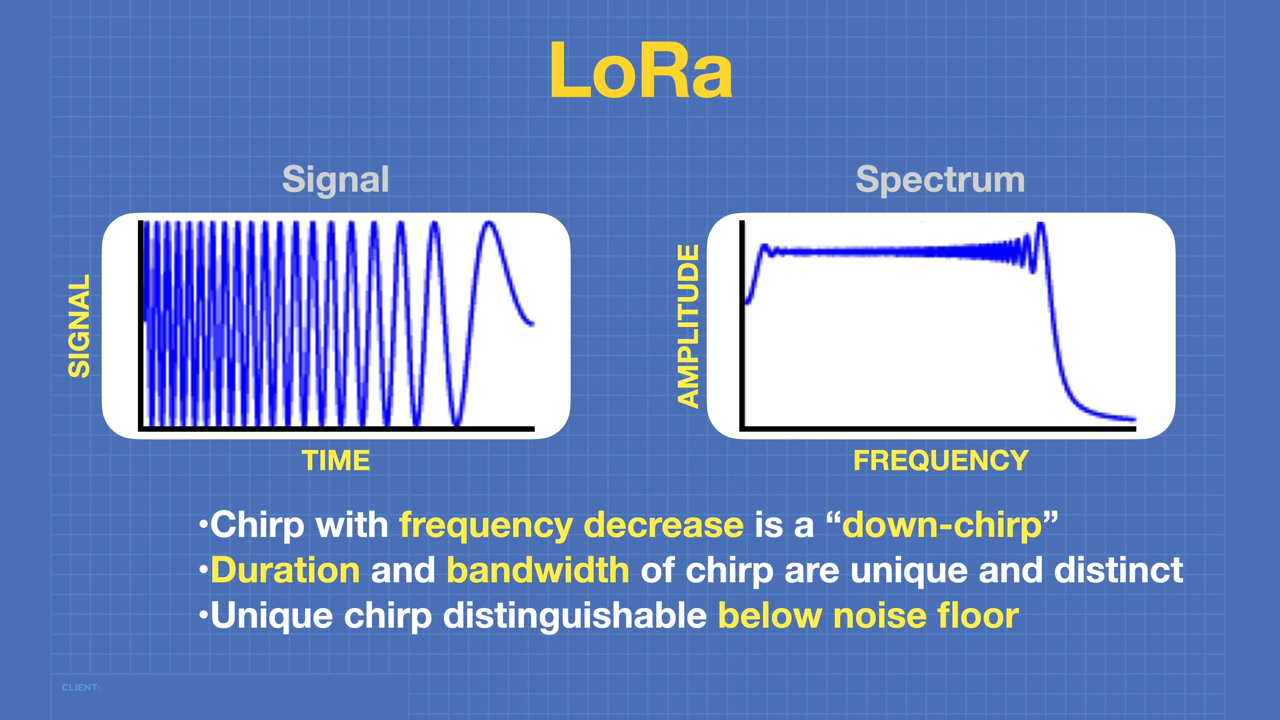 LoRa
Signal
Spectrum
SIGNAL
AMPLITUDE
TIME
FREQUENCY
•Chirp with frequency decrease is a “down-chirp”
•Duration and bandwidth of chirp are unique and distinct
•Unique chirp distinguishable below noise floor
CLIENT: